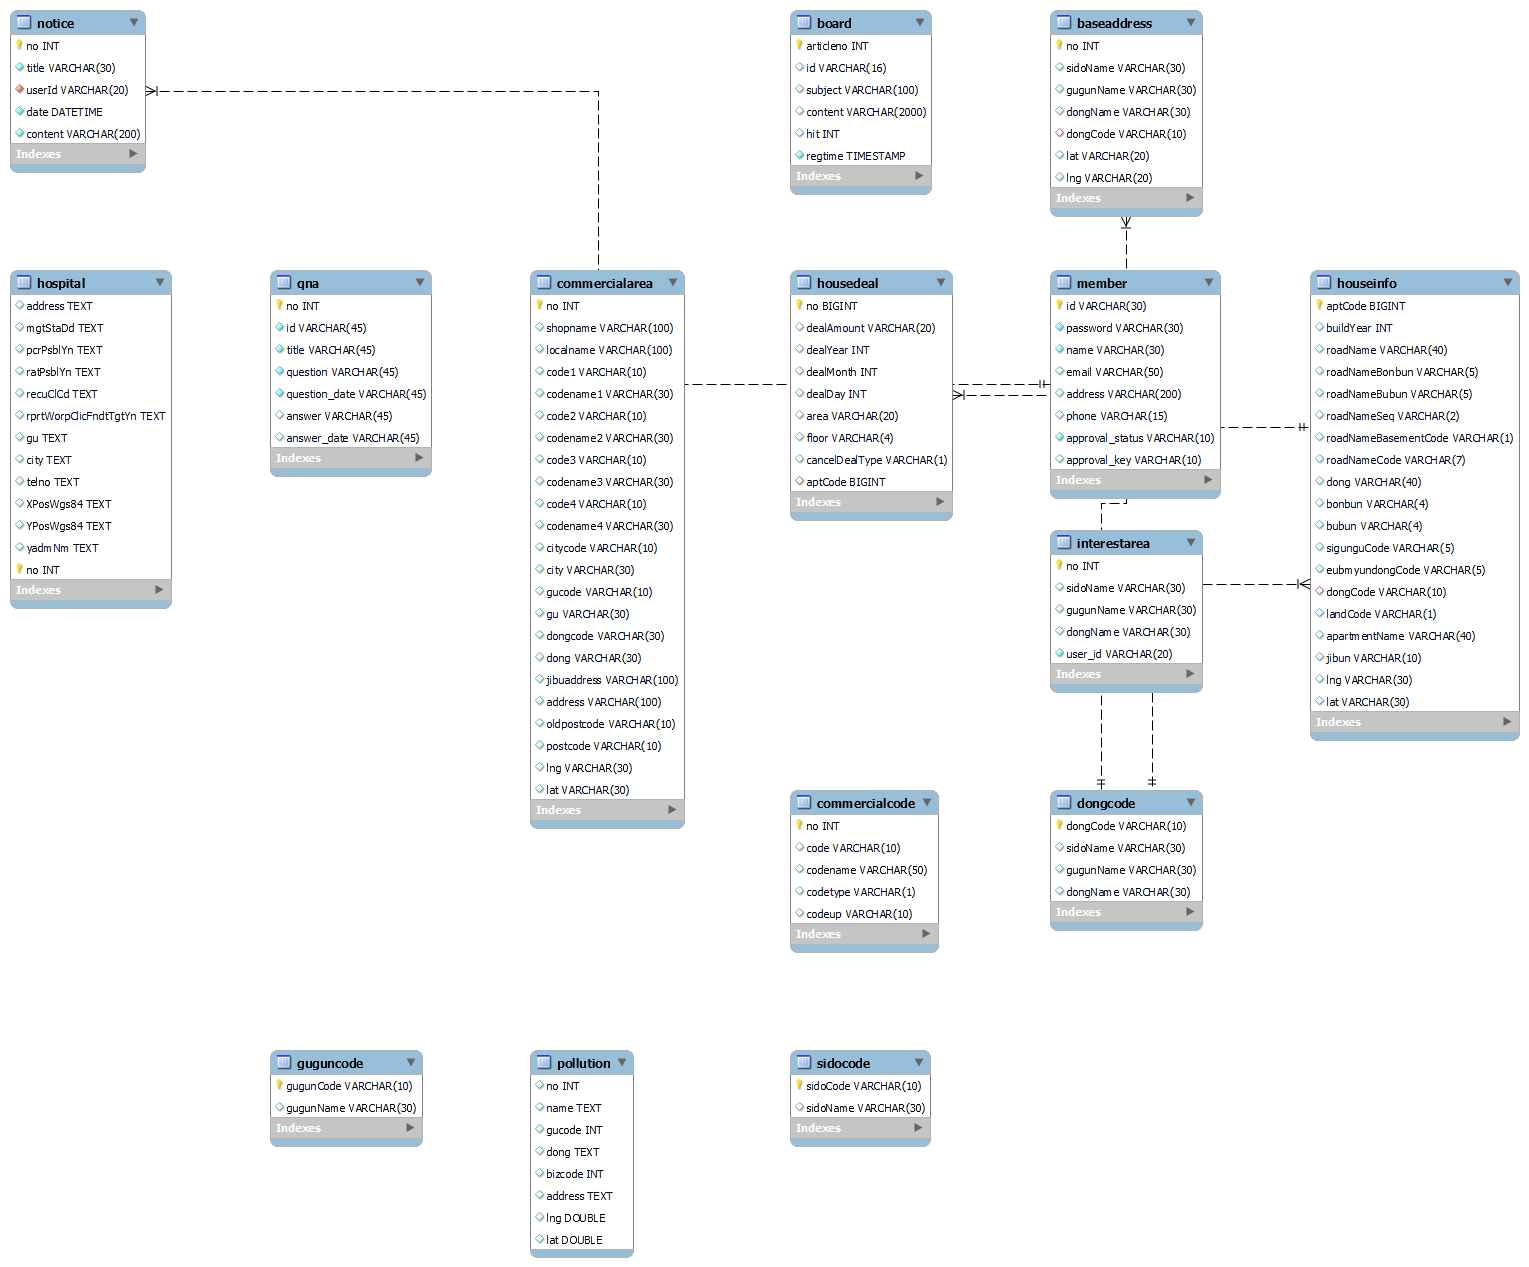 notice
no INT
title VARCHAR(30)
userId VARCHAR(20)
date DATETIME
content VARCHAR(200)
Indexes
board
articleno INT
id VARCHAR(16)
subject VARCHAR(100)
content VARCHAR(2000)
hit INT
regtime TIMESTAMP
Indexes
baseaddress
no INT
sidoName VARCHAR(30)
gugunName VARCHAR(30)
dongName VARCHAR(30)
dongCode VARCHAR(10)
lat VARCHAR(20)
lng VARCHAR(20)
Indexes
hospital
address TEXT
mgtStaDd TEXT
pcrPsblYn TEXT
ratPsblYn TEXT
recuClCd TEXT
rprtWorpClicFndtTgtYn TEXT
gu TEXT
city TEXT
telno TEXT
XPosWgs84 TEXT
YPosWgs84 TEXT
yadmNm TEXT
no INT
Indexes
qna
no INT
id VARCHAR(45)
title VARCHAR(45)
question VARCHAR(45)
question_date VARCHAR(45)
answer VARCHAR(45)
answer_date VARCHAR(45)
Indexes
commercialarea
no INT
shopname VARCHAR(100)
localname VARCHAR(100)
code1 VARCHAR(10)
codename1 VARCHAR(30)
code2 VARCHAR(10)
codename2 VARCHAR(30)
code3 VARCHAR(10)
codename3 VARCHAR(30)
code4 VARCHAR(10)
codename4 VARCHAR(30)
citycode VARCHAR(10)
city VARCHAR(30)
gucode VARCHAR(10)
gu VARCHAR(30)
dongcode VARCHAR(30)
dong VARCHAR(30)
jibuaddress VARCHAR(100)
address VARCHAR(100)
oldpostcode VARCHAR(10)
postcode VARCHAR(10)
lng VARCHAR(30)
lat VARCHAR(30)
Indexes
housedeal
no BIGINT
dealAmount VARCHAR(20)
dealYear INT
dealMonth INT
dealDay INT
area VARCHAR(20)
floor VARCHAR(4)
cancelDealType VARCHAR(1)
aptCode BIGINT
Indexes
member
id VARCHAR(30)
password VARCHAR(30)
name VARCHAR(30)
email VARCHAR(50)
address VARCHAR(200)
phone VARCHAR(15)
approval_status VARCHAR(10)
approval_key VARCHAR(10)
Indexes
houseinfo
aptCode BIGINT
buildYear INT
roadName VARCHAR(40)
roadNameBonbun VARCHAR(5)
roadNameBubun VARCHAR(5)
roadNameSeq VARCHAR(2)
roadNameBasementCode VARCHAR(1)
roadNameCode VARCHAR(7)
dong VARCHAR(40)
bonbun VARCHAR(4)
bubun VARCHAR(4)
sigunguCode VARCHAR(5)
eubmyundongCode VARCHAR(5)
dongCode VARCHAR(10)
landCode VARCHAR(1)
apartmentName VARCHAR(40)
jibun VARCHAR(10)
lng VARCHAR(30)
lat VARCHAR(30)
Indexes
interestarea
no INT
sidoName VARCHAR(30)
gugunName VARCHAR(30)
dongName VARCHAR(30)
user_id VARCHAR(20)
Indexes
commercialcode
no INT
code VARCHAR(10)
codename VARCHAR(50)
codetype VARCHAR(1)
codeup VARCHAR(10)
Indexes
dongcode
dongCode VARCHAR(10)
sidoName VARCHAR(30)
gugunName VARCHAR(30)
dongName VARCHAR(30)
Indexes
guguncode
gugunCode VARCHAR(10)
gugunName VARCHAR(30)
Indexes
pollution
no INT
name TEXT
gucode INT
dong TEXT
bizcode INT
address TEXT
lng DOUBLE
lat DOUBLE
sidocode
sidoCode VARCHAR(10)
sidoName VARCHAR(30)
Indexes